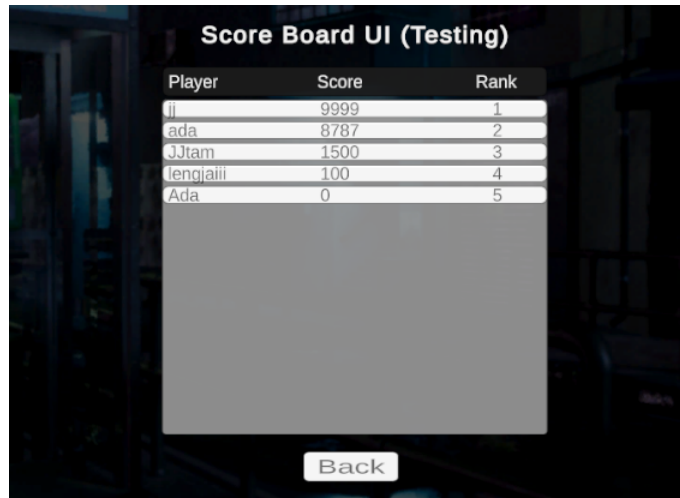 Score Board UI (Testing)
Player Score Rank
jj 9999 1
ada 8787 2
JJtam 1500 3
lengjaiii 100 4
Ada 0 5
Back